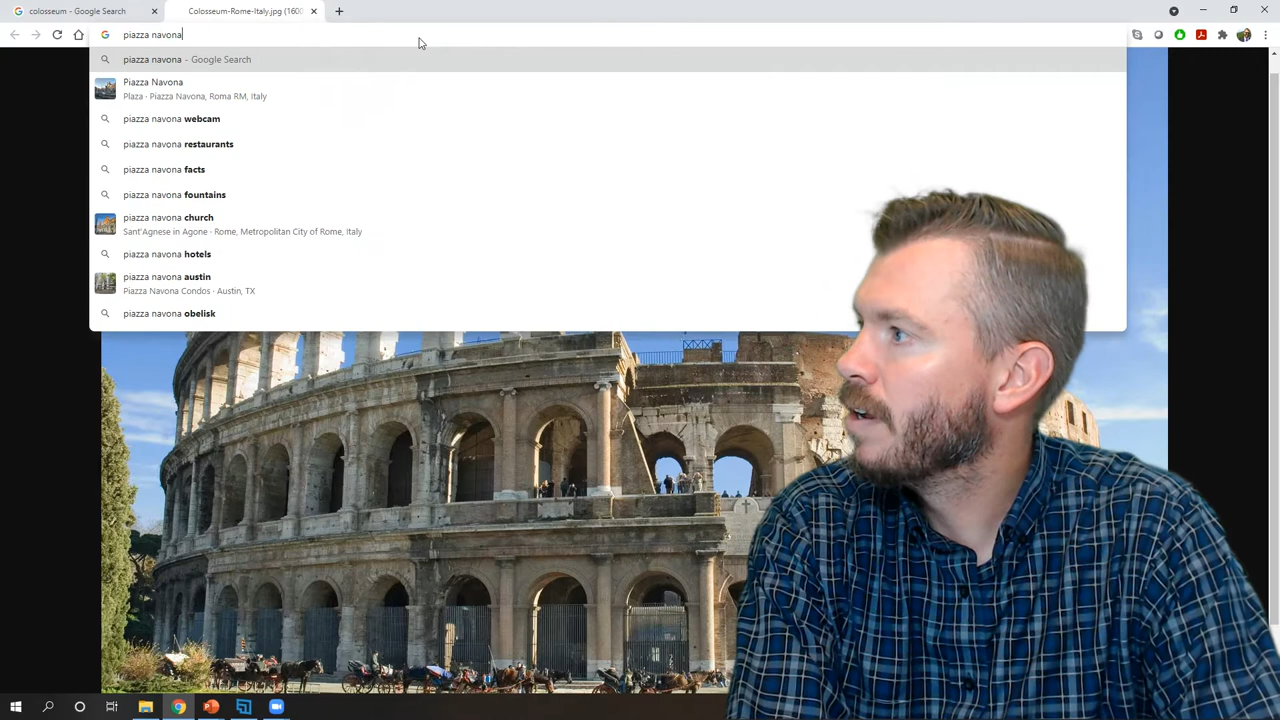 colosseum - Google Search
Colosseum-Rome-Italy.jpg (1600
piazza navona
piazza navona - Google Search
Piazza Navona
Plaza · Piazza Navona, Roma RM, Italy
piazza navona webcam
piazza navona restaurants
piazza navona facts
piazza navona fountains
piazza navona church
Sant'Agnese in Agone · Rome, Metropolitan City of Rome, Italy
piazza navona hotels
piazza navona austin
Piazza Navona Condos · Austin, TX
piazza navona obelisk